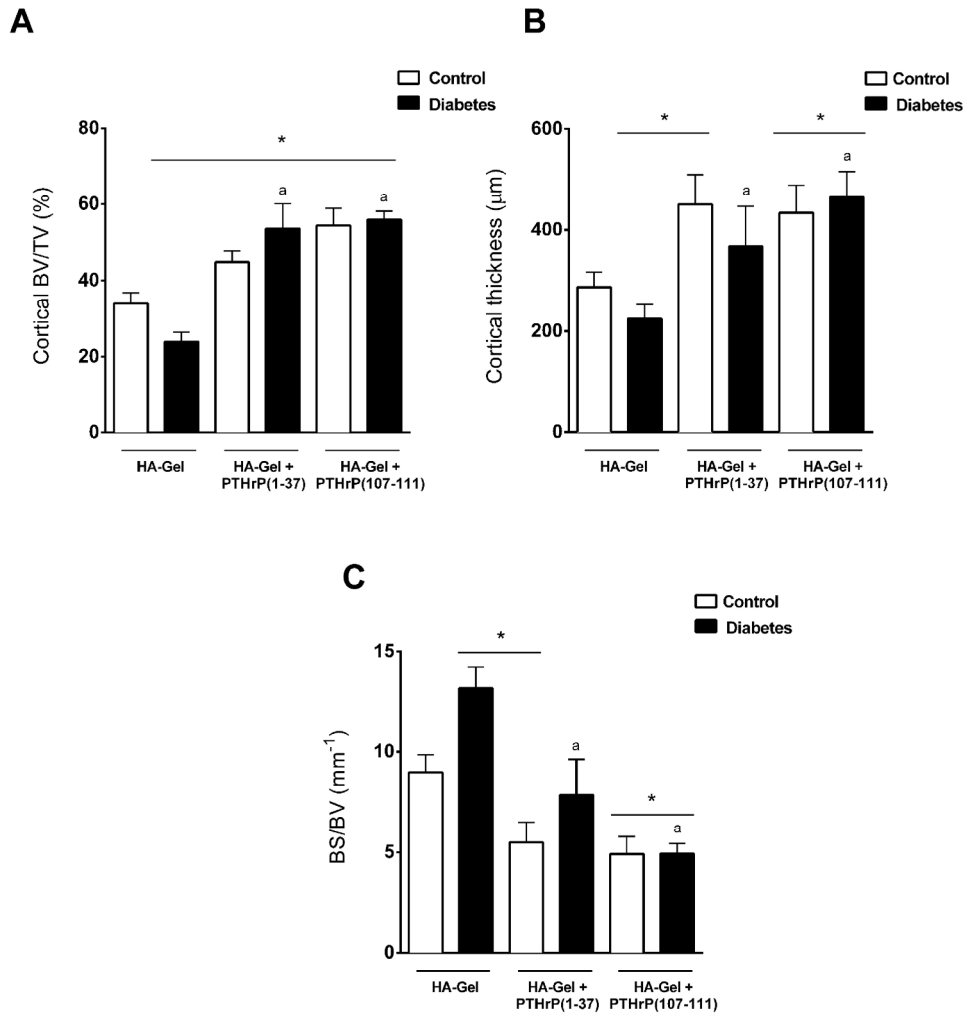 A
Control
Diabetes
80
60
40
20
0
Cortical BV/TV (%)
*
a
a
HA-Gel
HA-Gel +
PTHrP(1-37)
HA-Gel +
PTHrP(107-111)
B
Control
Diabetes
600
400
200
0
Cortical thickness (μm)
*
*
a
a
HA-Gel
HA-Gel +
PTHrP(1-37)
HA-Gel +
PTHrP(107-111)
C
Control
Diabetes
15
10
5
0
BS/BV (mm⁻¹)
*
*
a
a
HA-Gel
HA-Gel +
PTHrP(1-37)
HA-Gel +
PTHrP(107-111)